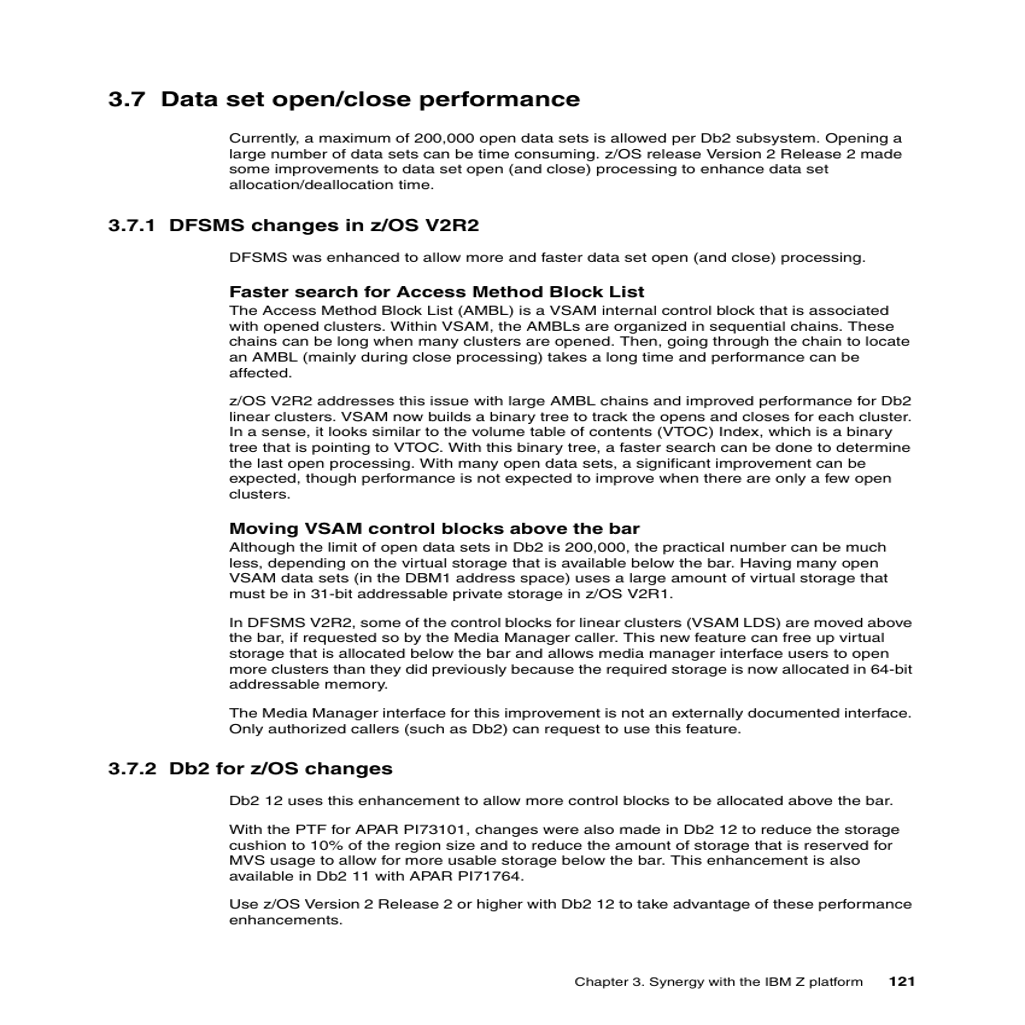 3.7 Data set open/close performance
Currently, a maximum of 200,000 open data sets is allowed per Db2 subsystem. Opening a
large number of data sets can be time consuming. z/OS release Version 2 Release 2 made
some improvements to data set open (and close) processing to enhance data set
allocation/deallocation time.
3.7.1 DFSMS changes in z/OS V2R2
DFSMS was enhanced to allow more and faster data set open (and close) processing.
Faster search for Access Method Block List
The Access Method Block List (AMBL) is a VSAM internal control block that is associated
with opened clusters. Within VSAM, the AMBLs are organized in sequential chains. These
chains can be long when many clusters are opened. Then, going through the chain to locate
an AMBL (mainly during close processing) takes a long time and performance can be
affected.
z/OS V2R2 addresses this issue with large AMBL chains and improved performance for Db2
linear clusters. VSAM now builds a binary tree to track the opens and closes for each cluster.
In a sense, it looks similar to the volume table of contents (VTOC) Index, which is a binary
tree that is pointing to VTOC. With this binary tree, a faster search can be done to determine
the last open processing. With many open data sets, a significant improvement can be
expected, though performance is not expected to improve when there are only a few open
clusters.
Moving VSAM control blocks above the bar
Although the limit of open data sets in Db2 is 200,000, the practical number can be much
less, depending on the virtual storage that is available below the bar. Having many open
VSAM data sets (in the DBM1 address space) uses a large amount of virtual storage that
must be in 31-bit addressable private storage in z/OS V2R1.
In DFSMS V2R2, some of the control blocks for linear clusters (VSAM LDS) are moved above
the bar, if requested so by the Media Manager caller. This new feature can free up virtual
storage that is allocated below the bar and allows media manager interface users to open
more clusters than they did previously because the required storage is now allocated in 64-bit
addressable memory.
The Media Manager interface for this improvement is not an externally documented interface.
Only authorized callers (such as Db2) can request to use this feature.
3.7.2 Db2 for z/OS changes
Db2 12 uses this enhancement to allow more control blocks to be allocated above the bar.
With the PTF for APAR PI73101, changes were also made in Db2 12 to reduce the storage
cushion to 10% of the region size and to reduce the amount of storage that is reserved for
MVS usage to allow for more usable storage below the bar. This enhancement is also
available in Db2 11 with APAR PI71764.
Use z/OS Version 2 Release 2 or higher with Db2 12 to take advantage of these performance
enhancements.
Chapter 3. Synergy with the IBM Z platform 121